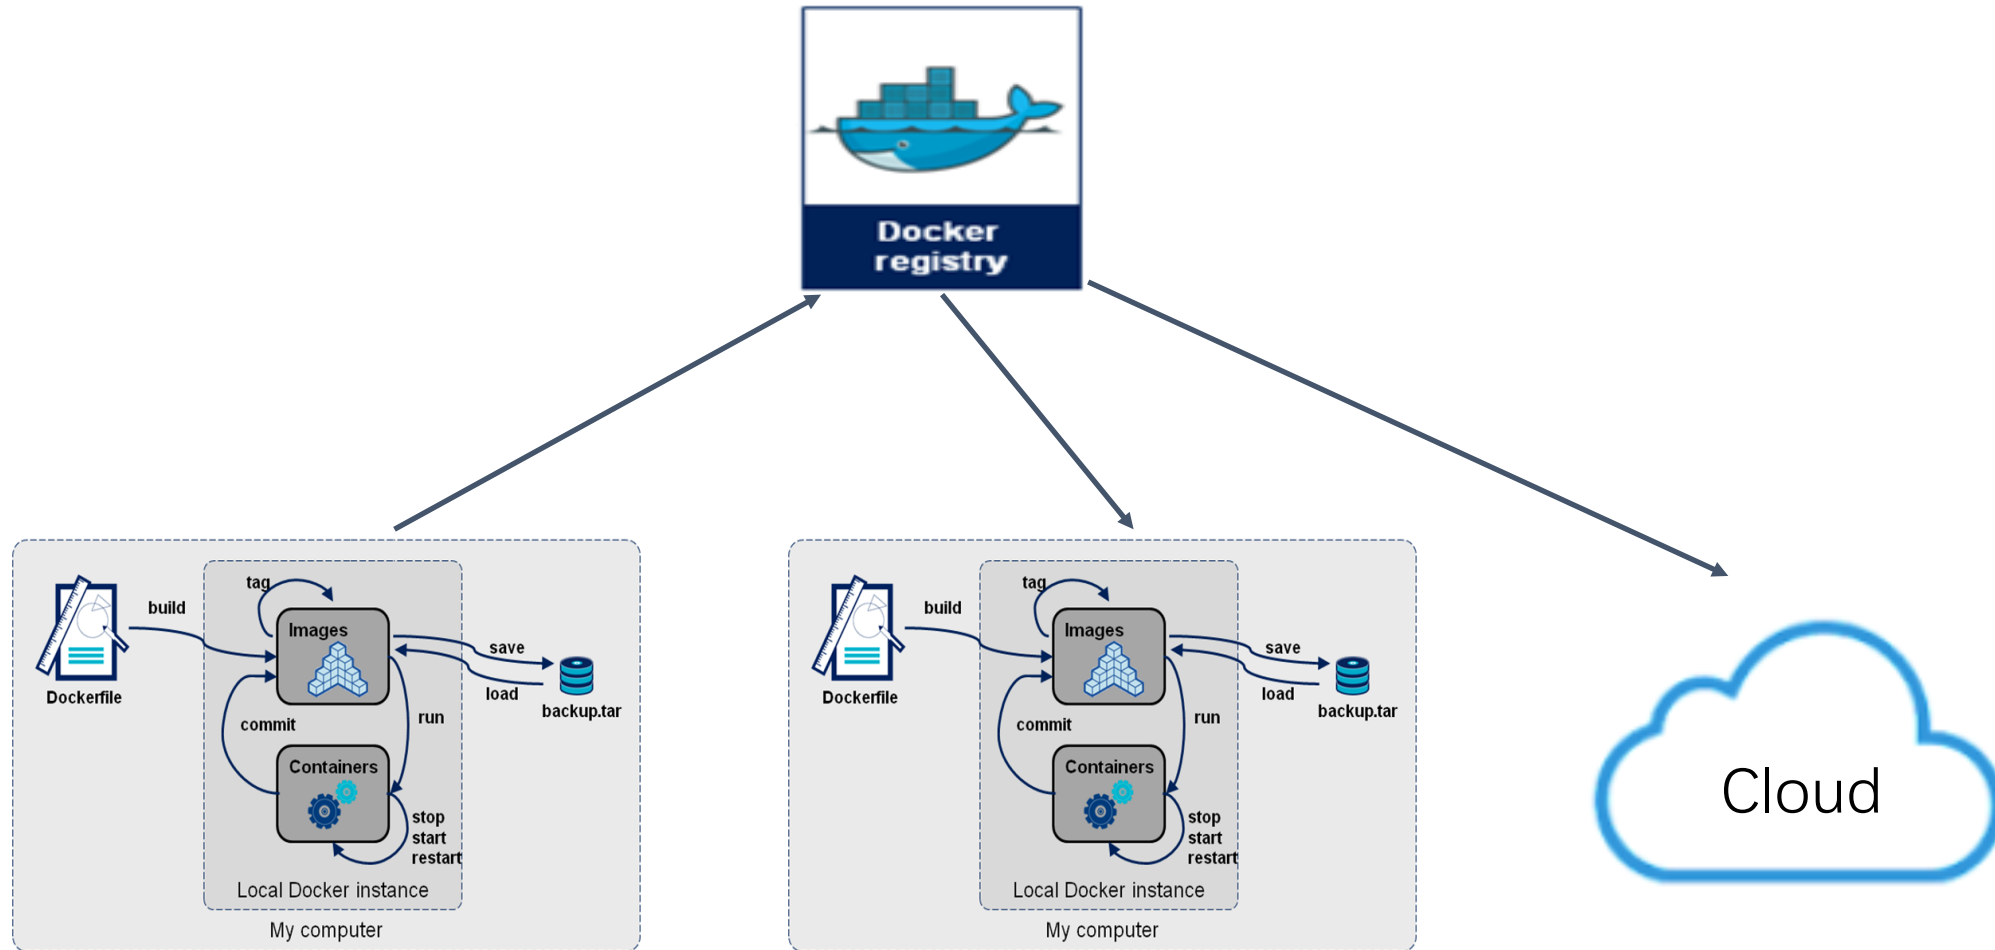 Docker
registry
tag
build
Images
save
load
Dockerfile
backup.tar
commit
run
Containers
stop
start
restart
Local Docker instance
My computer
tag
build
Images
save
load
Dockerfile
backup.tar
commit
run
Containers
stop
start
restart
Local Docker instance
My computer
Cloud